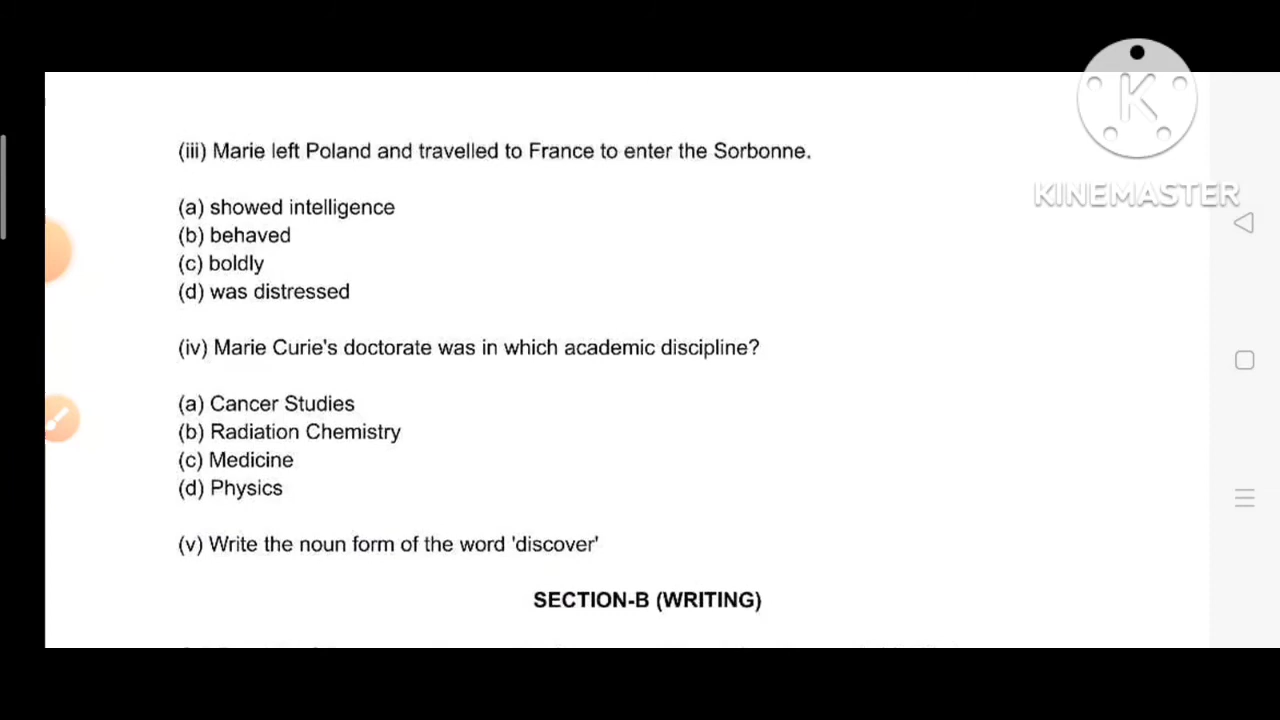 KINEMASTER
(iii) Marie left Poland and travelled to France to enter the Sorbonne.
(a) showed intelligence
(b) behaved
(c) boldly
(d) was distressed
(iv) Marie Curie's doctorate was in which academic discipline?
(a) Cancer Studies
(b) Radiation Chemistry
(c) Medicine
(d) Physics
(v) Write the noun form of the word 'discover'
SECTION-B (WRITING)